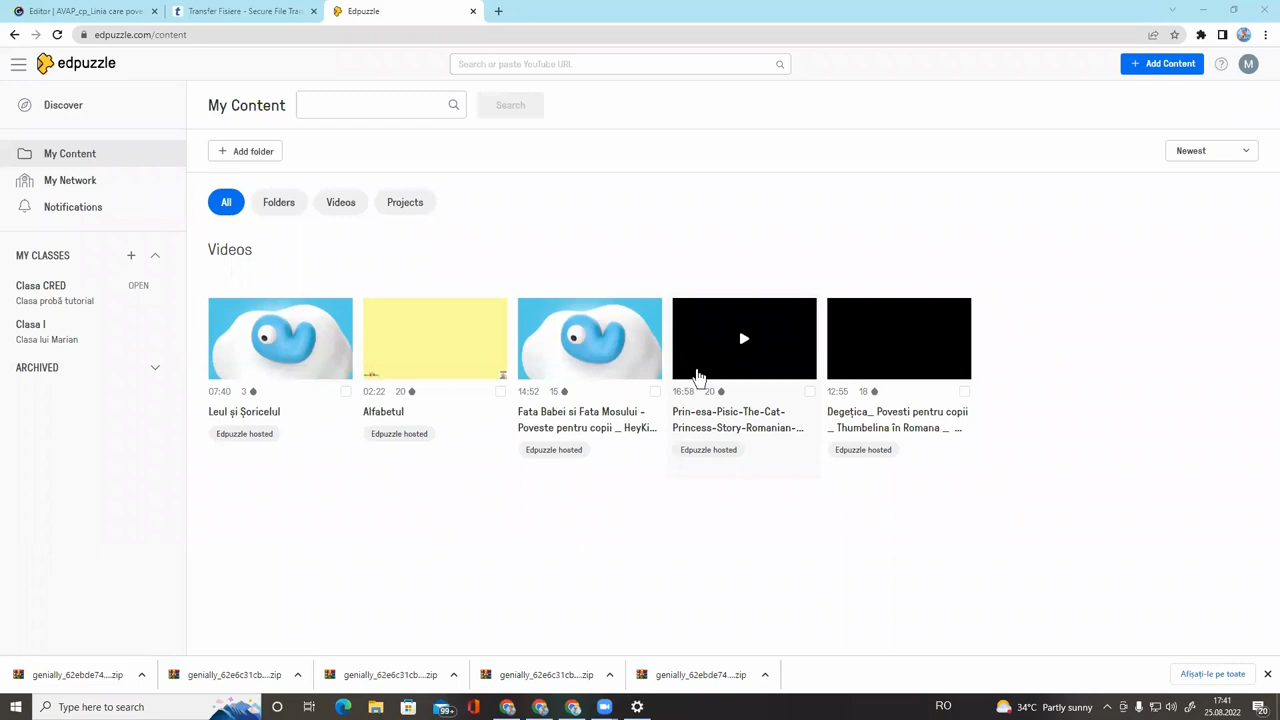 Editor | AVAP_cp_Linia care pove
Transfer Fisiere - Secure File Tran
Edpuzzle
edpuzzle.com/content
edpuzzle
Search or paste YouTube URL
Add Content
M
Discover
My Content
My Network
Notifications
MY CLASSES
Clasa CRED
OPEN
Clasa probă tutorial
Clasa I
Clasa lui Marian
ARCHIVED
My Content
Search
Add folder
Newest
All
Folders
Videos
Projects
Videos
07:40 3
02:22 20
14:52 15
16:58 20
12:55 18
Leul și Șoricelul
Edpuzzle hosted
Alfabetul
Edpuzzle hosted
Fata Babei si Fata Mosului -
Poveste pentru copii _ HeyKi...
Edpuzzle hosted
Prin-esa-Pisic-The-Cat-
Princess-Story-Romanian-...
Edpuzzle hosted
Degețica_ Povesti pentru copii
_ Thumbelina în Romana _ ...
Edpuzzle hosted
genially_62ebde74....zip
genially_62e6c31cb....zip
genially_62e6c31cb....zip
genially_62e6c31cb....zip
genially_62ebde74....zip
Afișați-le pe toate
Type here to search
99+
34°C Partly sunny
RO
17:41
25.08.2022
20